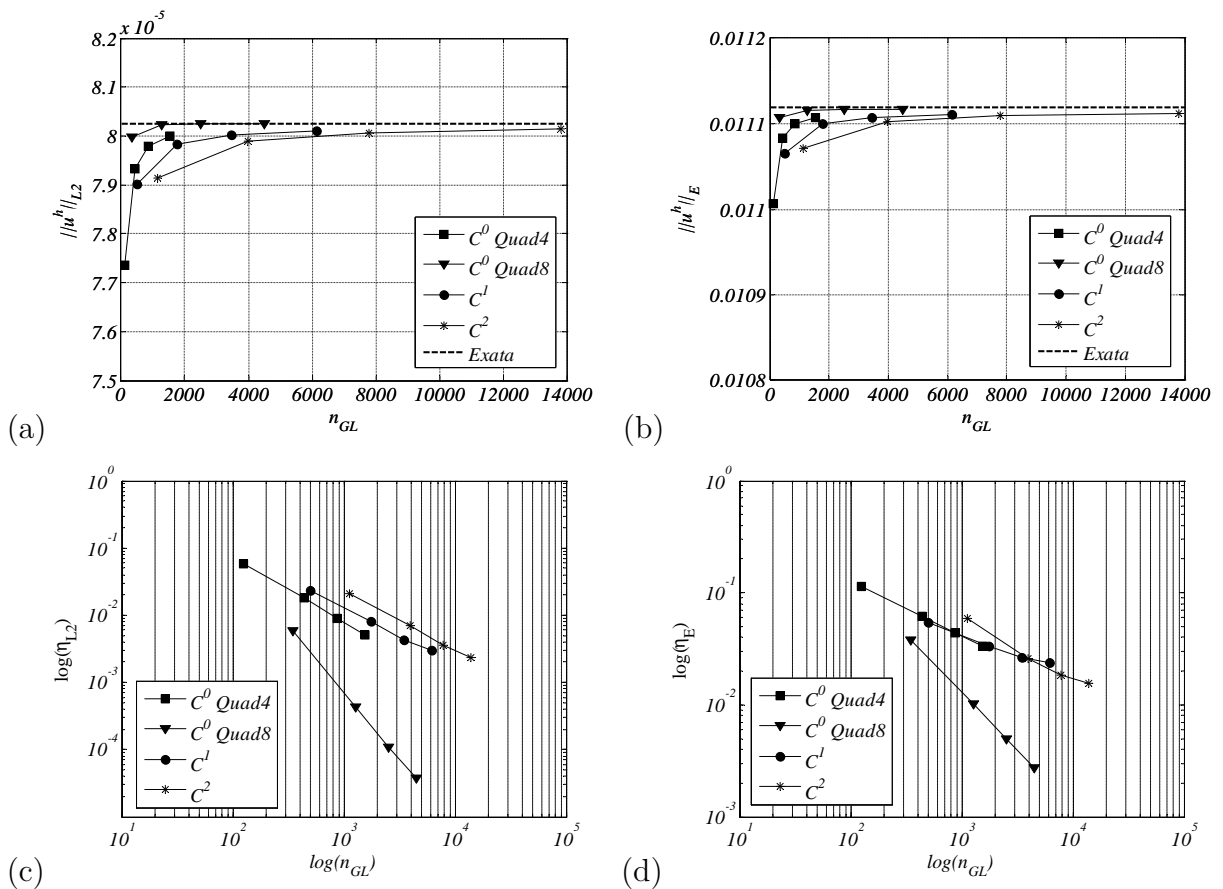 8.2 x 10^-5
8.1
8
7.9
7.8
7.7
7.6
7.5
||u^h||_L2
0 2000 4000 6000 8000 10000 12000 14000
n_GL
C^0 Quad4
C^0 Quad8
C^1
C^2
Exata
(a)
0.0112
0.0111
0.011
0.0109
0.0108
||u^h||_E
0 2000 4000 6000 8000 10000 12000 14000
n_GL
C^0 Quad4
C^0 Quad8
C^1
C^2
Exata
(b)
10^0
10^-1
10^-2
10^-3
10^-4
log(η_L2)
10^1 10^2 10^3 10^4 10^5
log(n_GL)
C^0 Quad4
C^0 Quad8
C^1
C^2
(c)
10^0
10^-1
10^-2
10^-3
log(η_E)
10^1 10^2 10^3 10^4 10^5
log(n_GL)
C^0 Quad4
C^0 Quad8
C^1
C^2
(d)